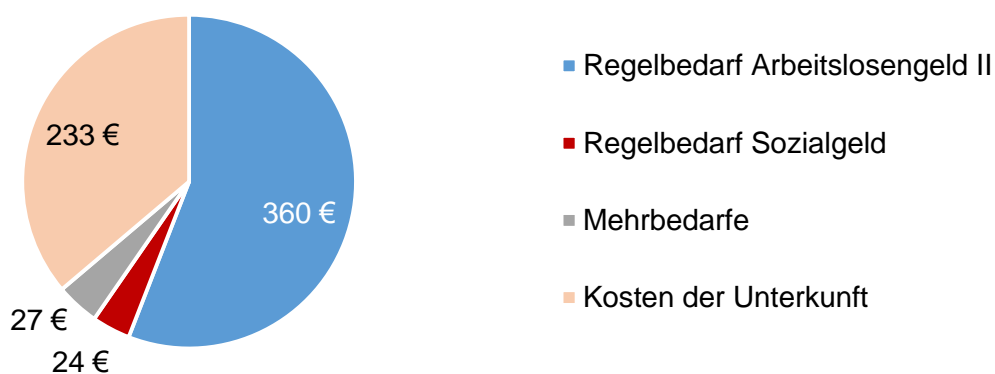 233 €
360 €
27 €
24 €
Regelbedarf Arbeitslosengeld II
Regelbedarf Sozialgeld
Mehrbedarfe
Kosten der Unterkunft